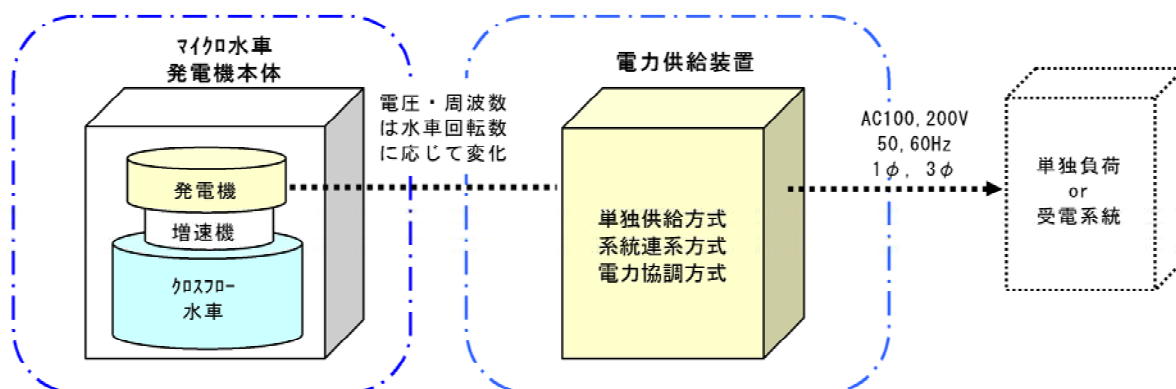 ﾏｲｸﾛ水車
発電機本体
発電機
増速機
ｸﾛｽﾌﾛｰ
水車
電圧・周波数
は水車回転数
に応じて変化
電力供給装置
単独供給方式
系統連系方式
電力協調方式
AC100,200V
50,60Hz
1φ, 3φ
単独負荷
or
受電系統